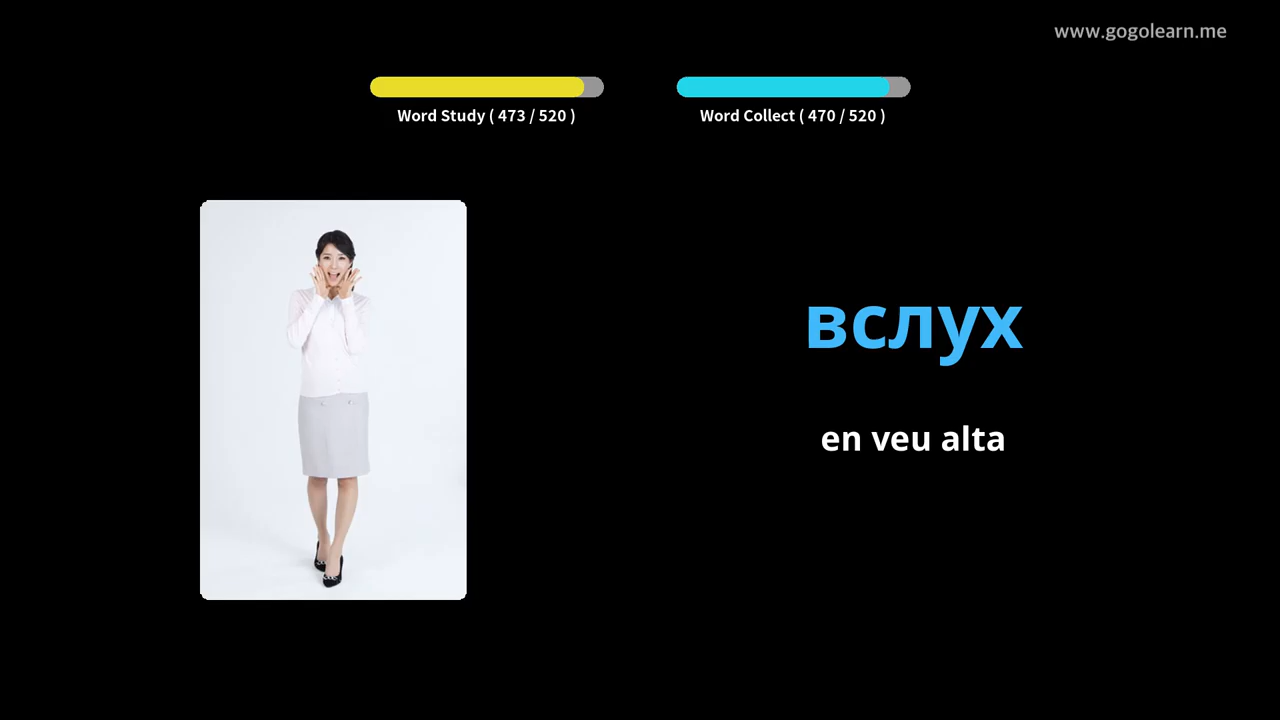 www.gogolearn.me
Word Study ( 473 / 520 )
Word Collect ( 470 / 520 )
вслух
en veu alta